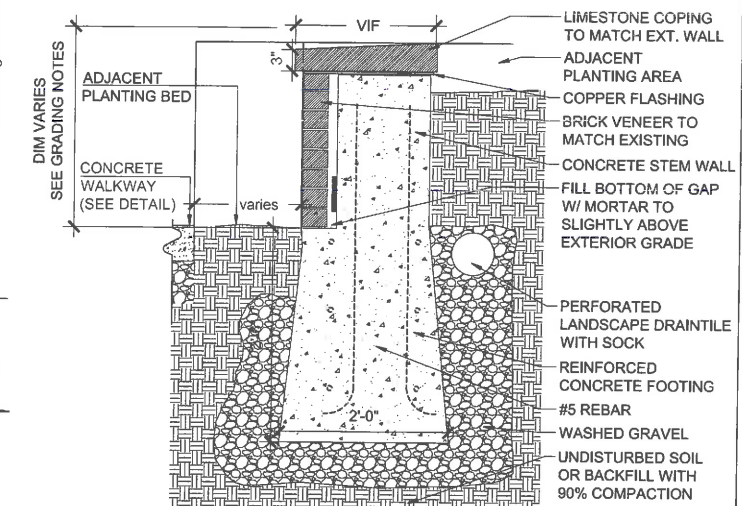 VIF
LIMESTONE COPING
TO MATCH EXT. WALL
3"
ADJACENT
PLANTING AREA
COPPER FLASHING
BRICK VENEER TO
MATCH EXISTING
CONCRETE STEM WALL
FILL BOTTOM OF GAP
W/ MORTAR TO
SLIGHTLY ABOVE
EXTERIOR GRADE
DIM VARIES
SEE GRADING NOTES
ADJACENT
PLANTING BED
CONCRETE
WALKWAY
(SEE DETAIL)
varies
PERFORATED
LANDSCAPE DRAINTILE
WITH SOCK
REINFORCED
CONCRETE FOOTING
#5 REBAR
2'-0"
WASHED GRAVEL
UNDISTURBED SOIL
OR BACKFILL WITH
90% COMPACTION